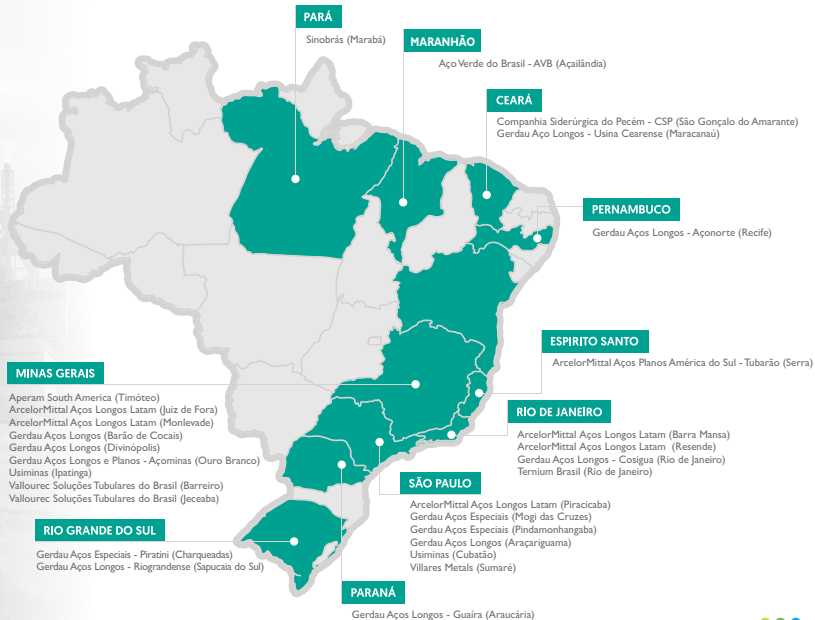 PARÁ
Sinobrás (Marabá)
MARANHÃO
Aço Verde do Brasil - AVB (Açailândia)
CEARÁ
Companhia Siderúrgica do Pecém - CSP (São Gonçalo do Amarante)
Gerdau Aço Longos - Usina Cearense (Maracanaú)
PERNAMBUCO
Gerdau Aços Longos - Açonorte (Recife)
ESPIRITO SANTO
ArcelorMittal Aços Planos América do Sul - Tubarão (Serra)
MINAS GERAIS
Aperam South America (Timóteo)
ArcelorMittal Aços Longos Latam (Juiz de Fora)
ArcelorMittal Aços Longos Latam (Monlevade)
Gerdau Aços Longos (Barão de Cocais)
Gerdau Aços Longos (Divinópolis)
Gerdau Aços Longos e Planos - Açominas (Ouro Branco)
Usiminas (Ipatinga)
Vallourec Soluções Tubulares do Brasil (Barreiro)
Vallourec Soluções Tubulares do Brasil (Jeceaba)
RIO DE JANEIRO
ArcelorMittal Aços Longos Latam (Barra Mansa)
ArcelorMittal Aços Longos Latam (Resende)
Gerdau Aços Longos - Cosigua (Rio de Janeiro)
Ternium Brasil (Rio de Janeiro)
SÃO PAULO
ArcelorMittal Aços Longos Latam (Piracicaba)
Gerdau Aços Especiais (Mogi das Cruzes)
Gerdau Aços Especiais (Pindamonhangaba)
Gerdau Aços Longos (Araçariguama)
Usiminas (Cubatão)
Villares Metals (Sumaré)
RIO GRANDE DO SUL
Gerdau Aços Especiais - Piratini (Charqueadas)
Gerdau Aços Longos - Riograndense (Sapucaia do Sul)
PARANÁ
Gerdau Aços Longos - Guaíra (Araucária)